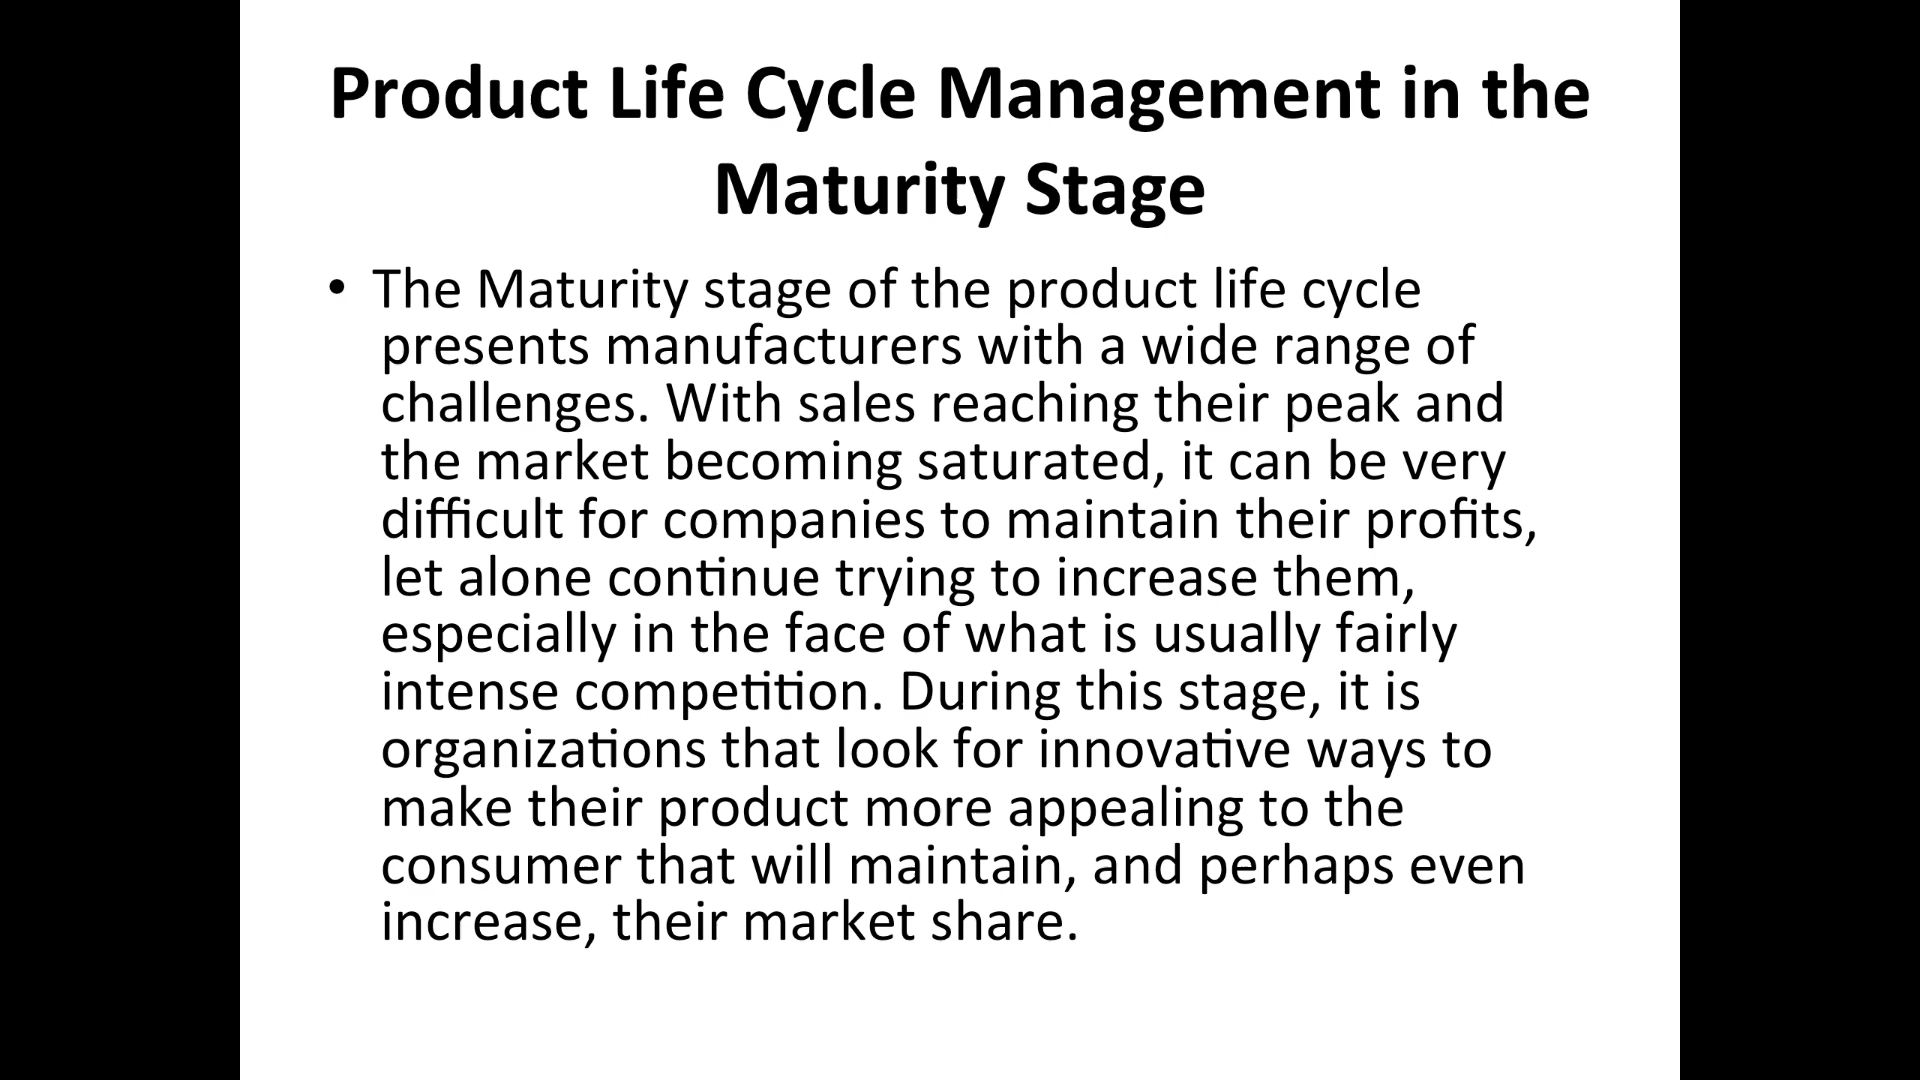 Product Life Cycle Management in the
Maturity Stage
• The Maturity stage of the product life cycle
presents manufacturers with a wide range of
challenges. With sales reaching their peak and
the market becoming saturated, it can be very
difficult for companies to maintain their profits,
let alone continue trying to increase them,
especially in the face of what is usually fairly
intense competition. During this stage, it is
organizations that look for innovative ways to
make their product more appealing to the
consumer that will maintain, and perhaps even
increase, their market share.